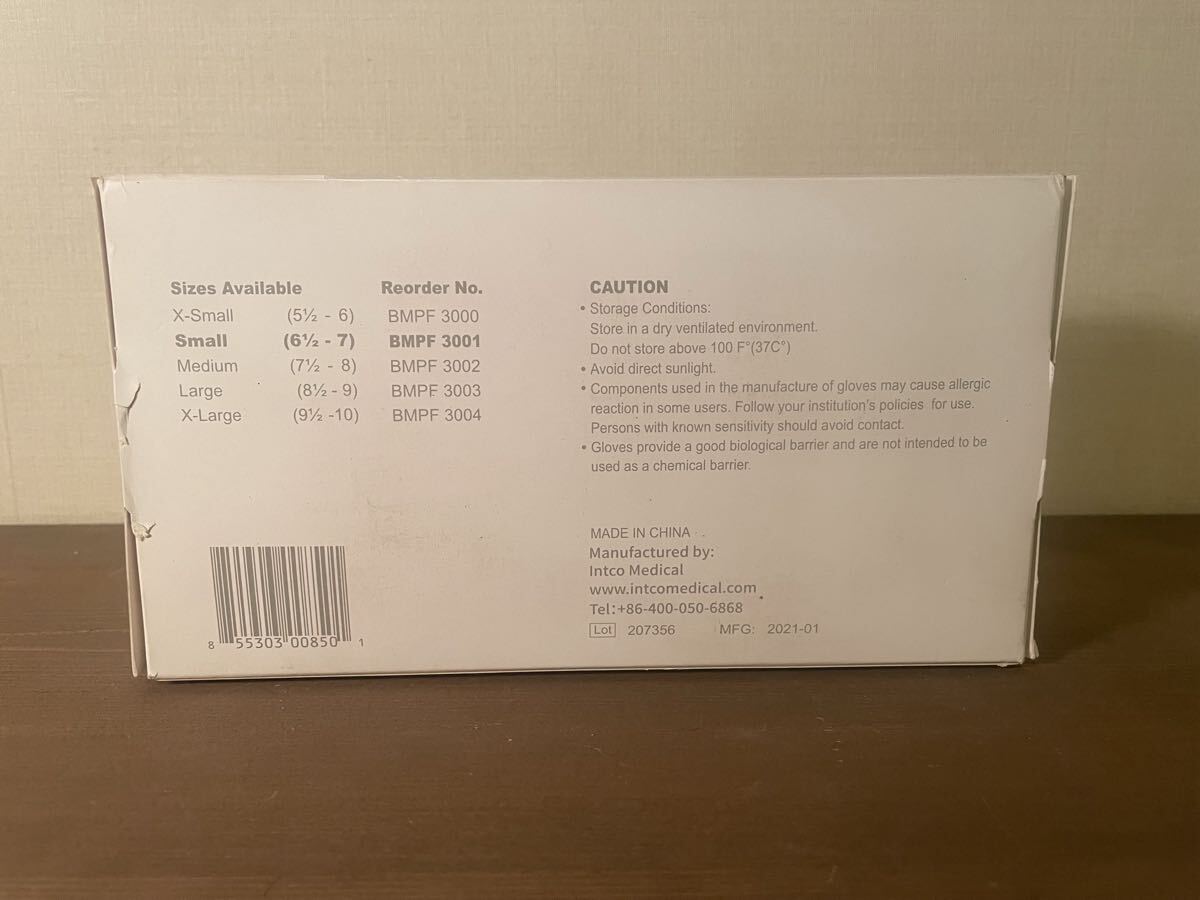 Sizes Available Reorder No.
X-Small (5½ - 6) BMPF 3000
Small (6½ - 7) BMPF 3001
Medium (7½ - 8) BMPF 3002
Large (8½ - 9) BMPF 3003
X-Large (9½ -10) BMPF 3004
CAUTION
• Storage Conditions:
Store in a dry ventilated environment.
Do not store above 100 F°(37C°)
• Avoid direct sunlight.
• Components used in the manufacture of gloves may cause allergic
reaction in some users. Follow your institution's policies for use.
Persons with known sensitivity should avoid contact.
• Gloves provide a good biological barrier and are not intended to be
used as a chemical barrier.
MADE IN CHINA
Manufactured by:
Intco Medical
www.intcomedical.com
Tel:+86-400-050-6868
Lot 207356 MFG: 2021-01
8 55303 00850 1